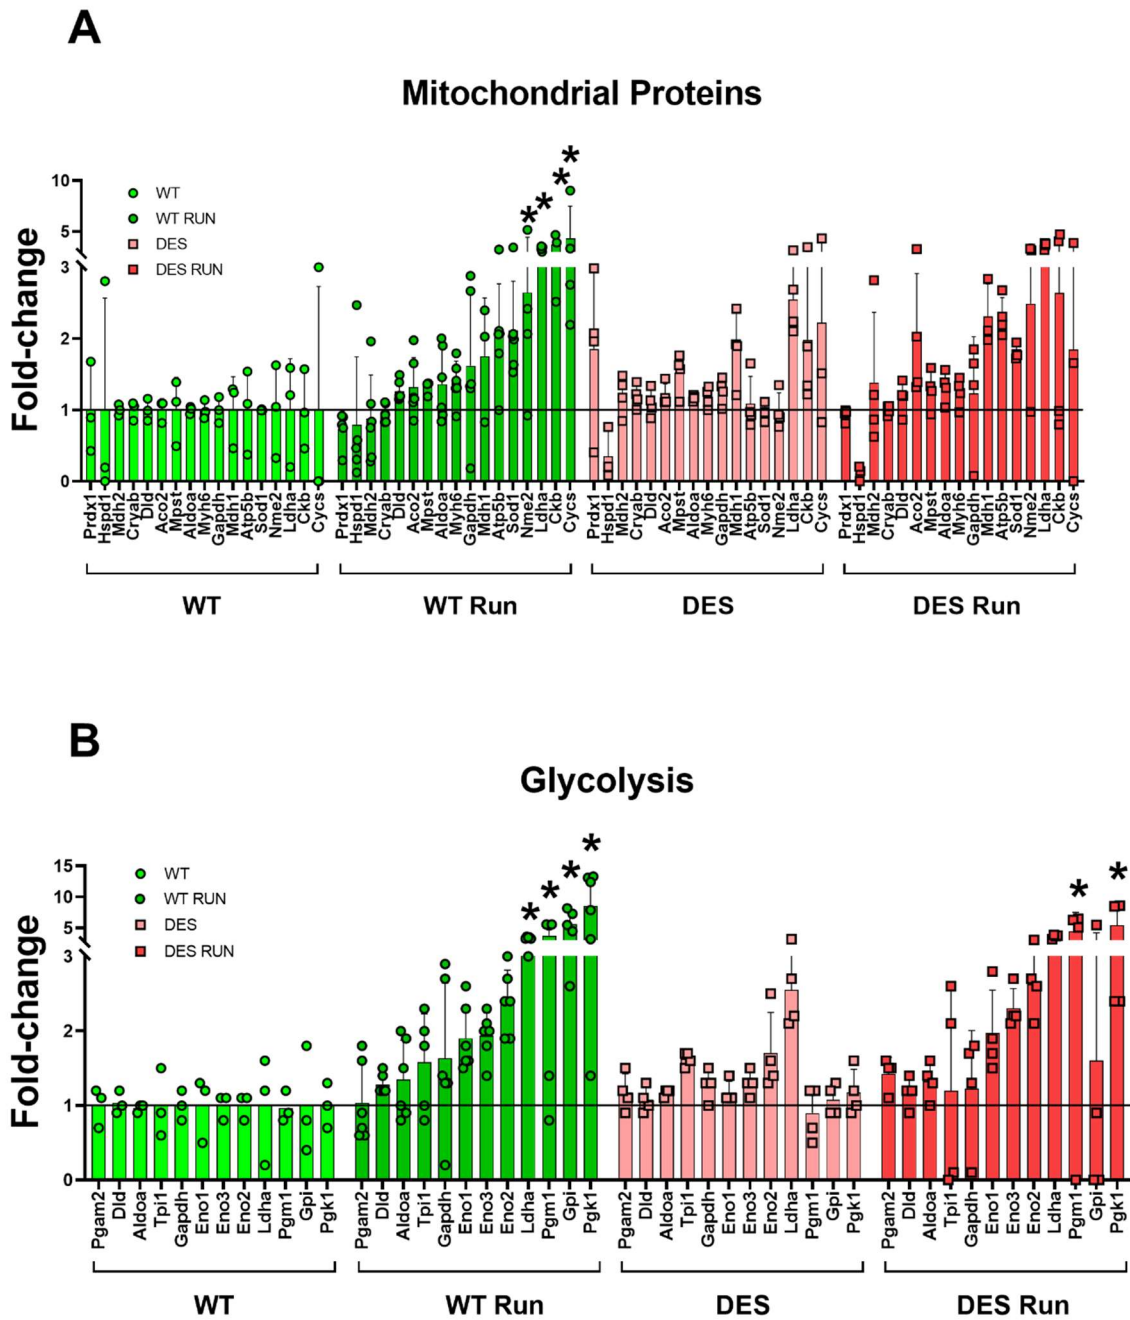 A
Mitochondrial Proteins
Fold-change
10
5
3
2
1
0
WT
WT RUN
DES
DES RUN
* * * *
Prdx1 Hspd1 Mdh2 Cryab Dld Aco2 Mpst Aldoa Myh6 Gapdh Mdh1 Atp5b Sod1 Nme2 Ldha Ckb Cycs
Prdx1 Hspd1 Mdh2 Cryab Dld Aco2 Mpst Aldoa Myh6 Gapdh Mdh1 Atp5b Sod1 Nme2 Ldha Ckb Cycs
Prdx1 Hspd1 Mdh2 Cryab Dld Aco2 Mpst Aldoa Myh6 Gapdh Mdh1 Atp5b Sod1 Nme2 Ldha Ckb Cycs
Prdx1 Hspd1 Mdh2 Cryab Dld Aco2 Mpst Aldoa Myh6 Gapdh Mdh1 Atp5b Sod1 Nme2 Ldha Ckb Cycs
WT WT Run DES DES Run
B
Glycolysis
Fold-change
15
10
5
3
2
1
0
WT
WT RUN
DES
DES RUN
* * * * * *
Pgam2 Dld Aldoa Tpi1 Gapdh Eno1 Eno3 Eno2 Ldha Pgm1 Gpi Pgk1
Pgam2 Dld Aldoa Tpi1 Gapdh Eno1 Eno3 Eno2 Ldha Pgm1 Gpi Pgk1
Pgam2 Dld Aldoa Tpi1 Gapdh Eno1 Eno3 Eno2 Ldha Pgm1 Gpi Pgk1
Pgam2 Dld Aldoa Tpi1 Gapdh Eno1 Eno3 Eno2 Ldha Pgm1 Gpi Pgk1
WT WT Run DES DES Run